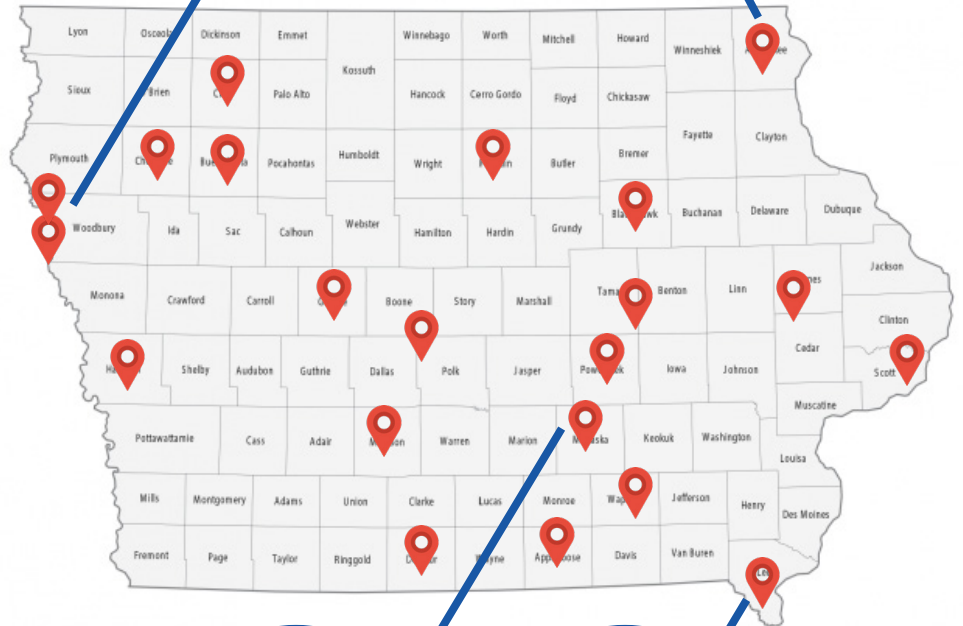 Lyon
Osceola
Dickinson
Emmet
Winnebago
Worth
Mitchell
Howard
Winneshiek
Kossuth
Sioux
Brien
Palo Alto
Hancock
Cerro Gordo
Floyd
Chickasaw
Fayette
Clayton
Plymouth
Pocahontas
Humboldt
Wright
Butler
Bremer
Woodbury
Ida
Sac
Calhoun
Webster
Hamilton
Hardin
Grundy
Buchanan
Delaware
Dubuque
Monona
Crawford
Carroll
Boone
Story
Marshall
Tama
Benton
Linn
Jackson
Clinton
Shelby
Audubon
Guthrie
Dallas
Polk
Jasper
Iowa
Johnson
Cedar
Scott
Muscatine
Pottawattamie
Cass
Adair
Warren
Marion
Keokuk
Washington
Louisa
Mills
Montgomery
Adams
Union
Clarke
Lucas
Monroe
Jefferson
Henry
Des Moines
Fremont
Page
Taylor
Ringgold
Davis
Van Buren
Lee